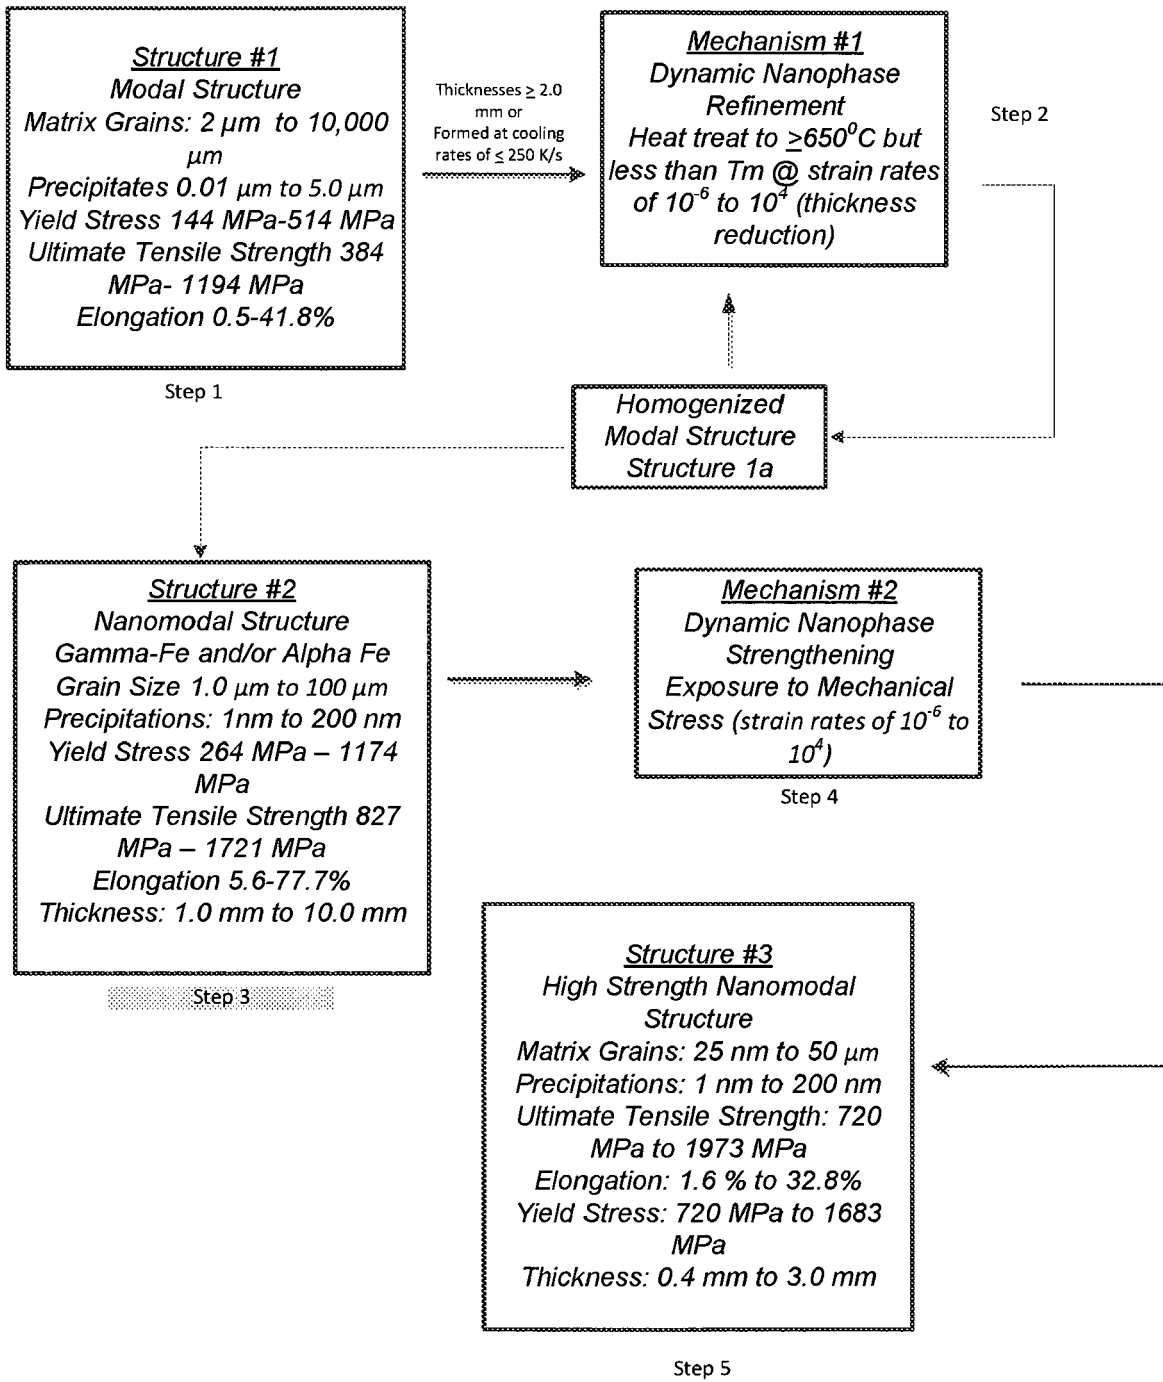 Structure #1
Modal Structure
Matrix Grains: 2 µm to 10,000
µm
Precipitates 0.01 µm to 5.0 µm
Yield Stress 144 MPa-514 MPa
Ultimate Tensile Strength 384
MPa- 1194 MPa
Elongation 0.5-41.8%
Step 1
Thicknesses ≥ 2.0
mm or
Formed at cooling
rates of ≤ 250 K/s
Mechanism #1
Dynamic Nanophase
Refinement
Heat treat to ≥650⁰C but
less than Tm @ strain rates
of 10⁻⁶ to 10⁴ (thickness
reduction)
Step 2
Homogenized
Modal Structure
Structure 1a
Structure #2
Nanomodal Structure
Gamma-Fe and/or Alpha Fe
Grain Size 1.0 µm to 100 µm
Precipitations: 1nm to 200 nm
Yield Stress 264 MPa – 1174
MPa
Ultimate Tensile Strength 827
MPa – 1721 MPa
Elongation 5.6-77.7%
Thickness: 1.0 mm to 10.0 mm
Step 3
Mechanism #2
Dynamic Nanophase
Strengthening
Exposure to Mechanical
Stress (strain rates of 10⁻⁶ to
10⁴)
Step 4
Structure #3
High Strength Nanomodal
Structure
Matrix Grains: 25 nm to 50 µm
Precipitations: 1 nm to 200 nm
Ultimate Tensile Strength: 720
MPa to 1973 MPa
Elongation: 1.6 % to 32.8%
Yield Stress: 720 MPa to 1683
MPa
Thickness: 0.4 mm to 3.0 mm
Step 5